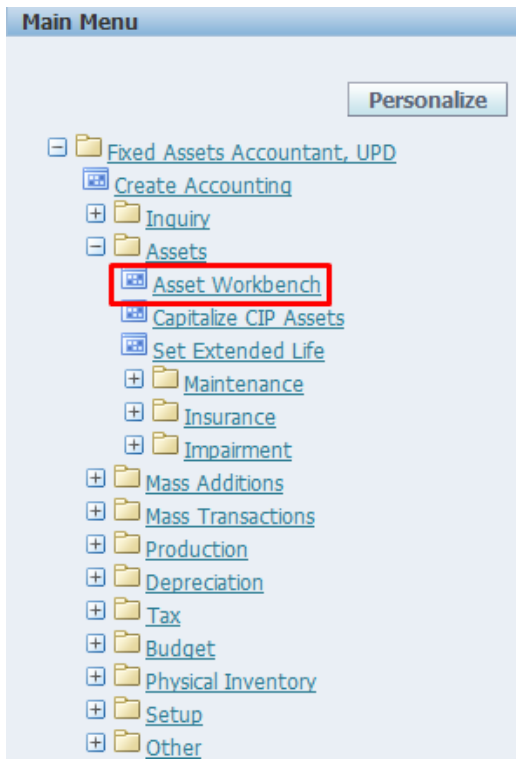 Main Menu
Personalize
Fixed Assets Accountant, UPD
Create Accounting
Inquiry
Assets
Asset Workbench
Capitalize CIP Assets
Set Extended Life
Maintenance
Insurance
Impairment
Mass Additions
Mass Transactions
Production
Depreciation
Tax
Budget
Physical Inventory
Setup
Other